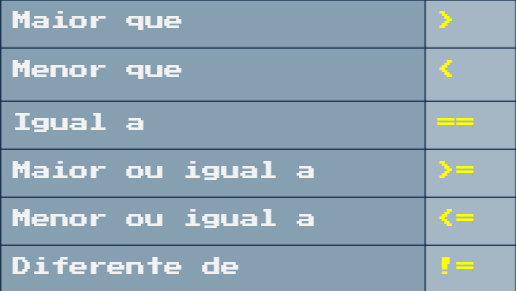 Maior que >
Menor que <
Igual a ==
Maior ou igual a >=
Menor ou igual a <=
Diferente de !=